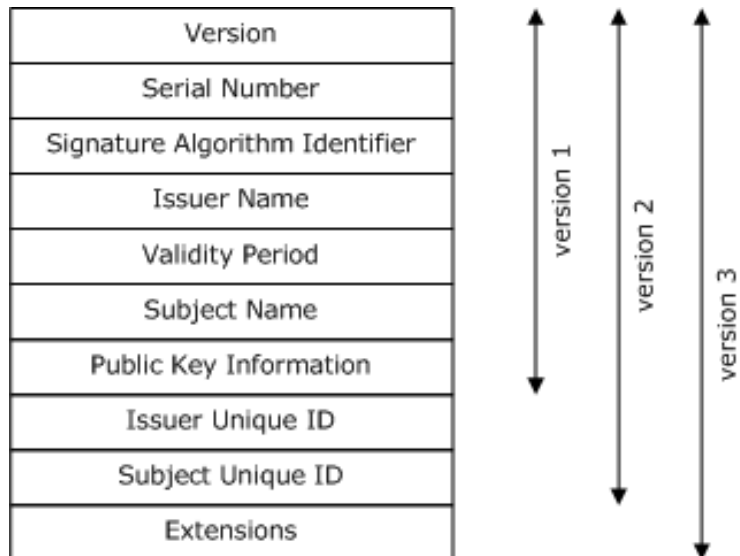 Version
Serial Number
Signature Algorithm Identifier
Issuer Name
Validity Period
Subject Name
Public Key Information
Issuer Unique ID
Subject Unique ID
Extensions
version 1
version 2
version 3